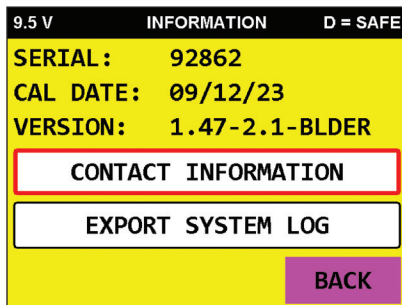 9.5 V INFORMATION D = SAFE
SERIAL: 92862
CAL DATE: 09/12/23
VERSION: 1.47-2.1-BLDER
CONTACT INFORMATION
EXPORT SYSTEM LOG
BACK